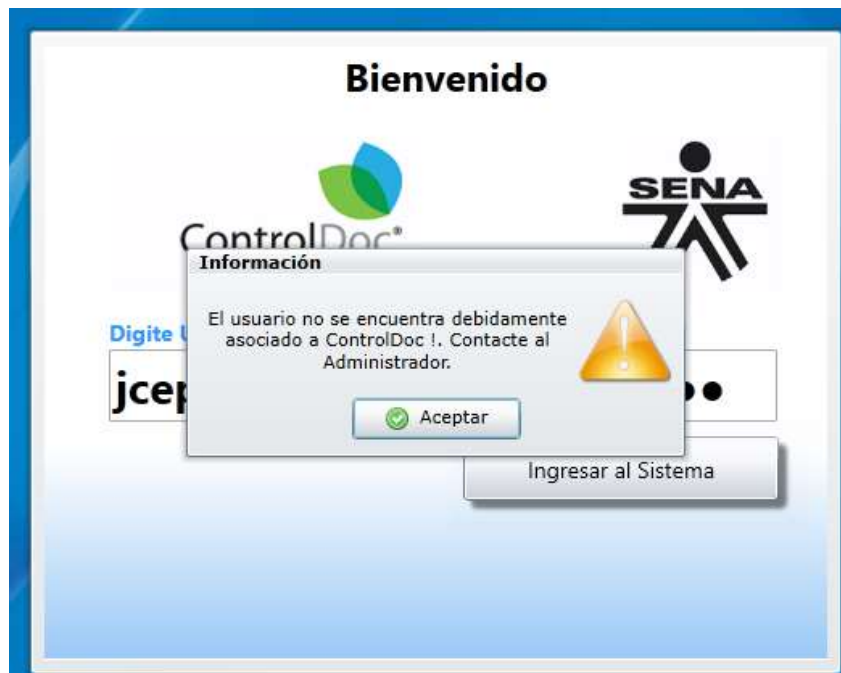 Bienvenido
SENA
ControlDoc®
Información
El usuario no se encuentra debidamente
asociado a ControlDoc !. Contacte al
Administrador.
Digite
Aceptar
Ingresar al Sistema